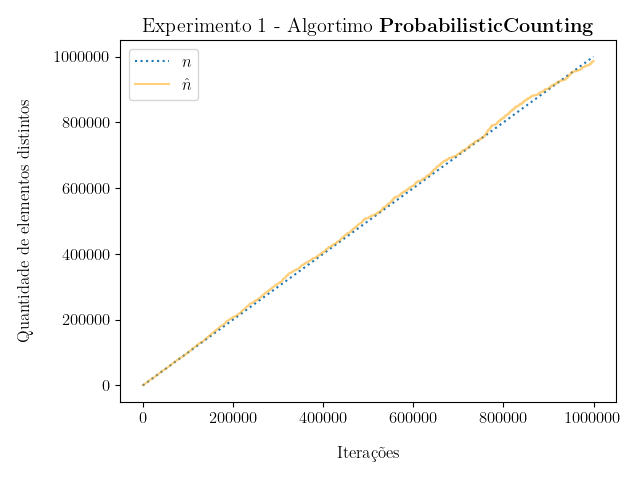 Experimento 1 - Algortimo ProbabilisticCounting
n
n̂
1000000
800000
600000
400000
200000
0
Quantidade de elementos distintos
0 200000 400000 600000 800000 1000000
Iterações